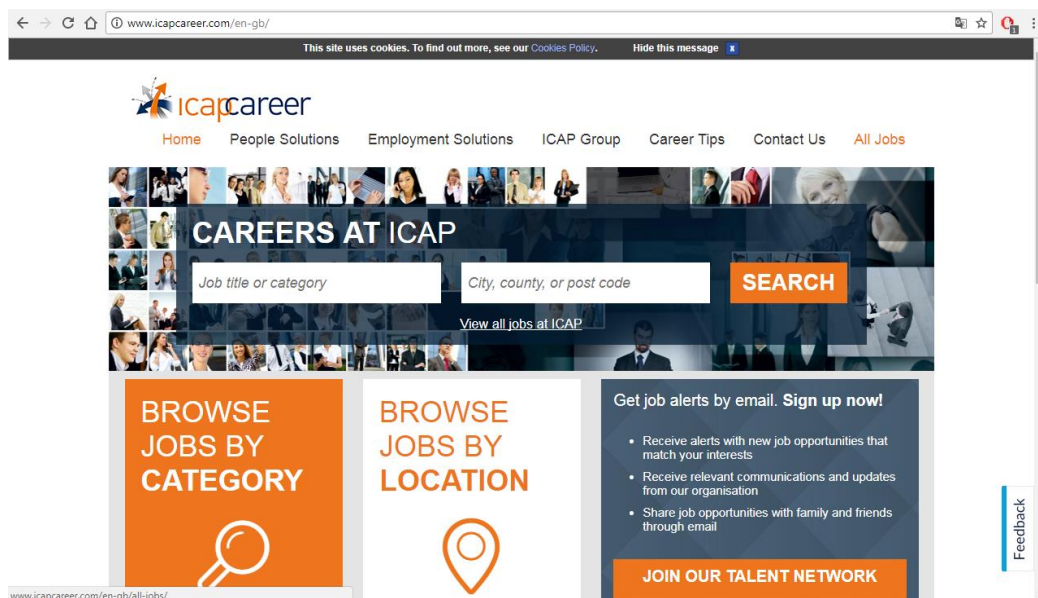 www.icapcareer.com/en-gb/
1
This site uses cookies. To find out more, see our Cookies Policy. Hide this message x
icapcareer
Home People Solutions Employment Solutions ICAP Group Career Tips Contact Us All Jobs
CAREERS AT ICAP
Job title or category City, county, or post code SEARCH
View all jobs at ICAP
BROWSE
JOBS BY
CATEGORY
BROWSE
JOBS BY
LOCATION
Get job alerts by email. Sign up now!
• Receive alerts with new job opportunities that
match your interests
• Receive relevant communications and updates
from our organisation
• Share job opportunities with family and friends
through email
JOIN OUR TALENT NETWORK
Feedback
www.icapcareer.com/en-gb/all-jobs/